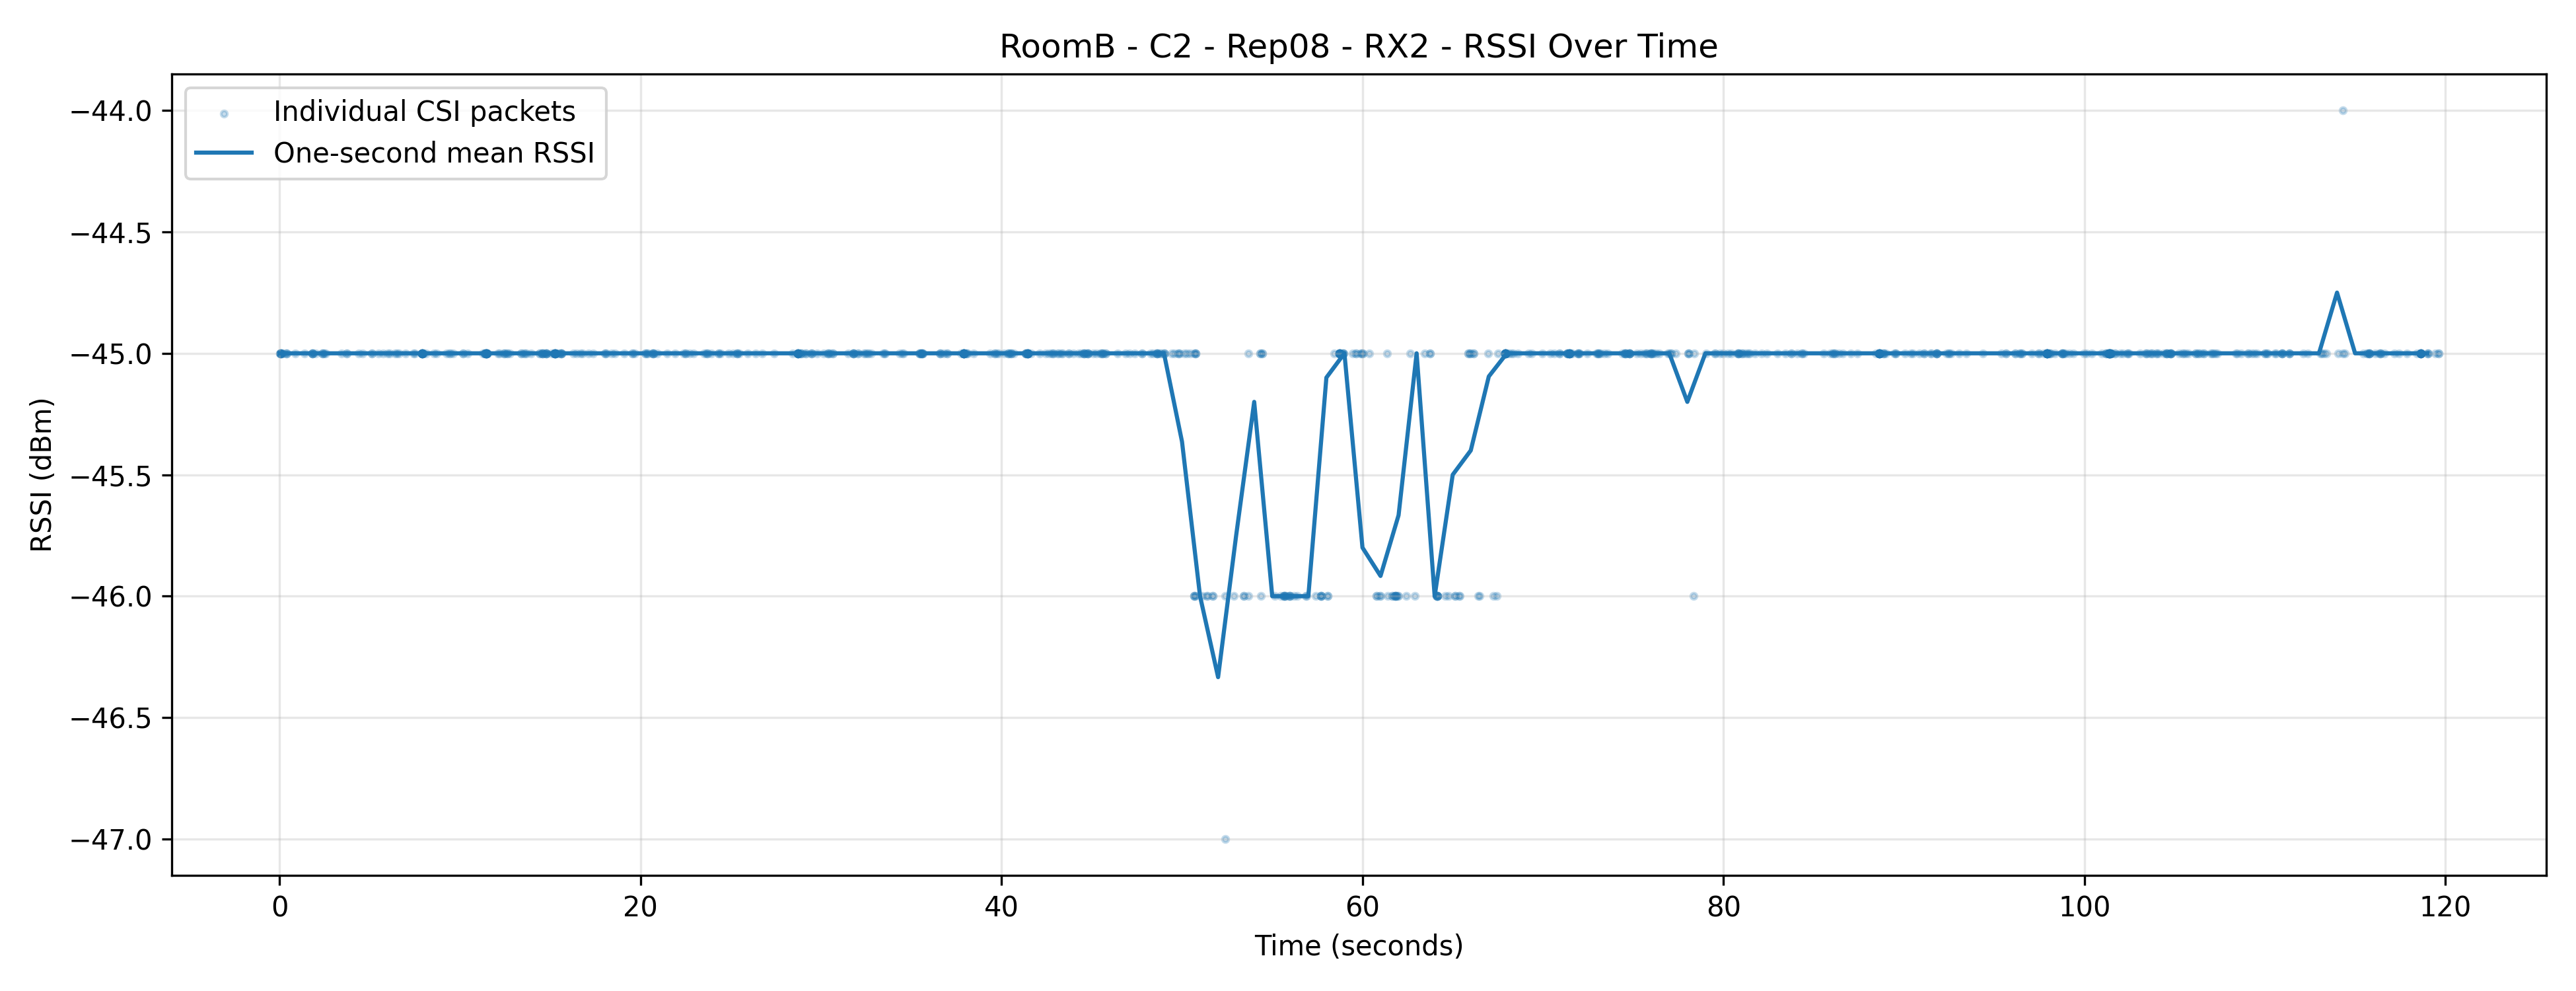 RoomB - C2 - Rep08 - RX2 - RSSI Over Time
Individual CSI packets
One-second mean RSSI
RSSI (dBm)
−44.0
−44.5
−45.0
−45.5
−46.0
−46.5
−47.0
0 20 40 60 80 100 120
Time (seconds)